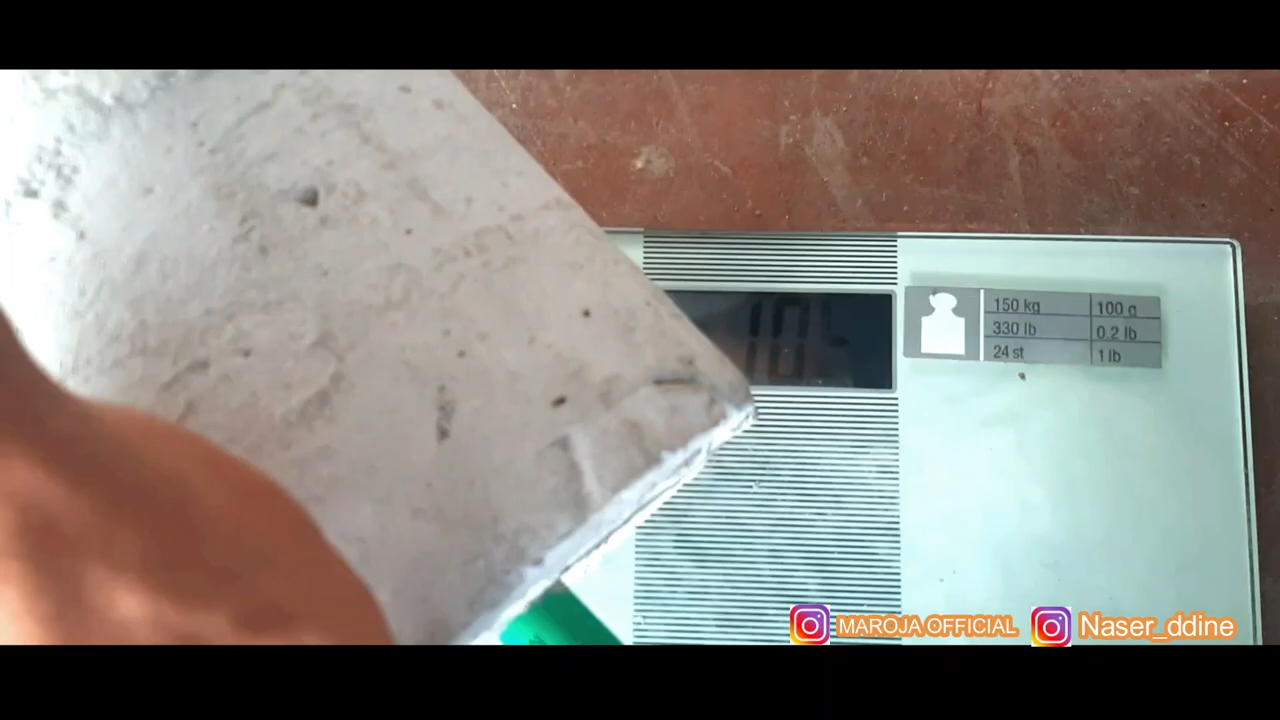 150 kg
100 g
330 lb
0.2 lb
24 st
1 lb
MAROJA OFFICIAL
Naser_ddine